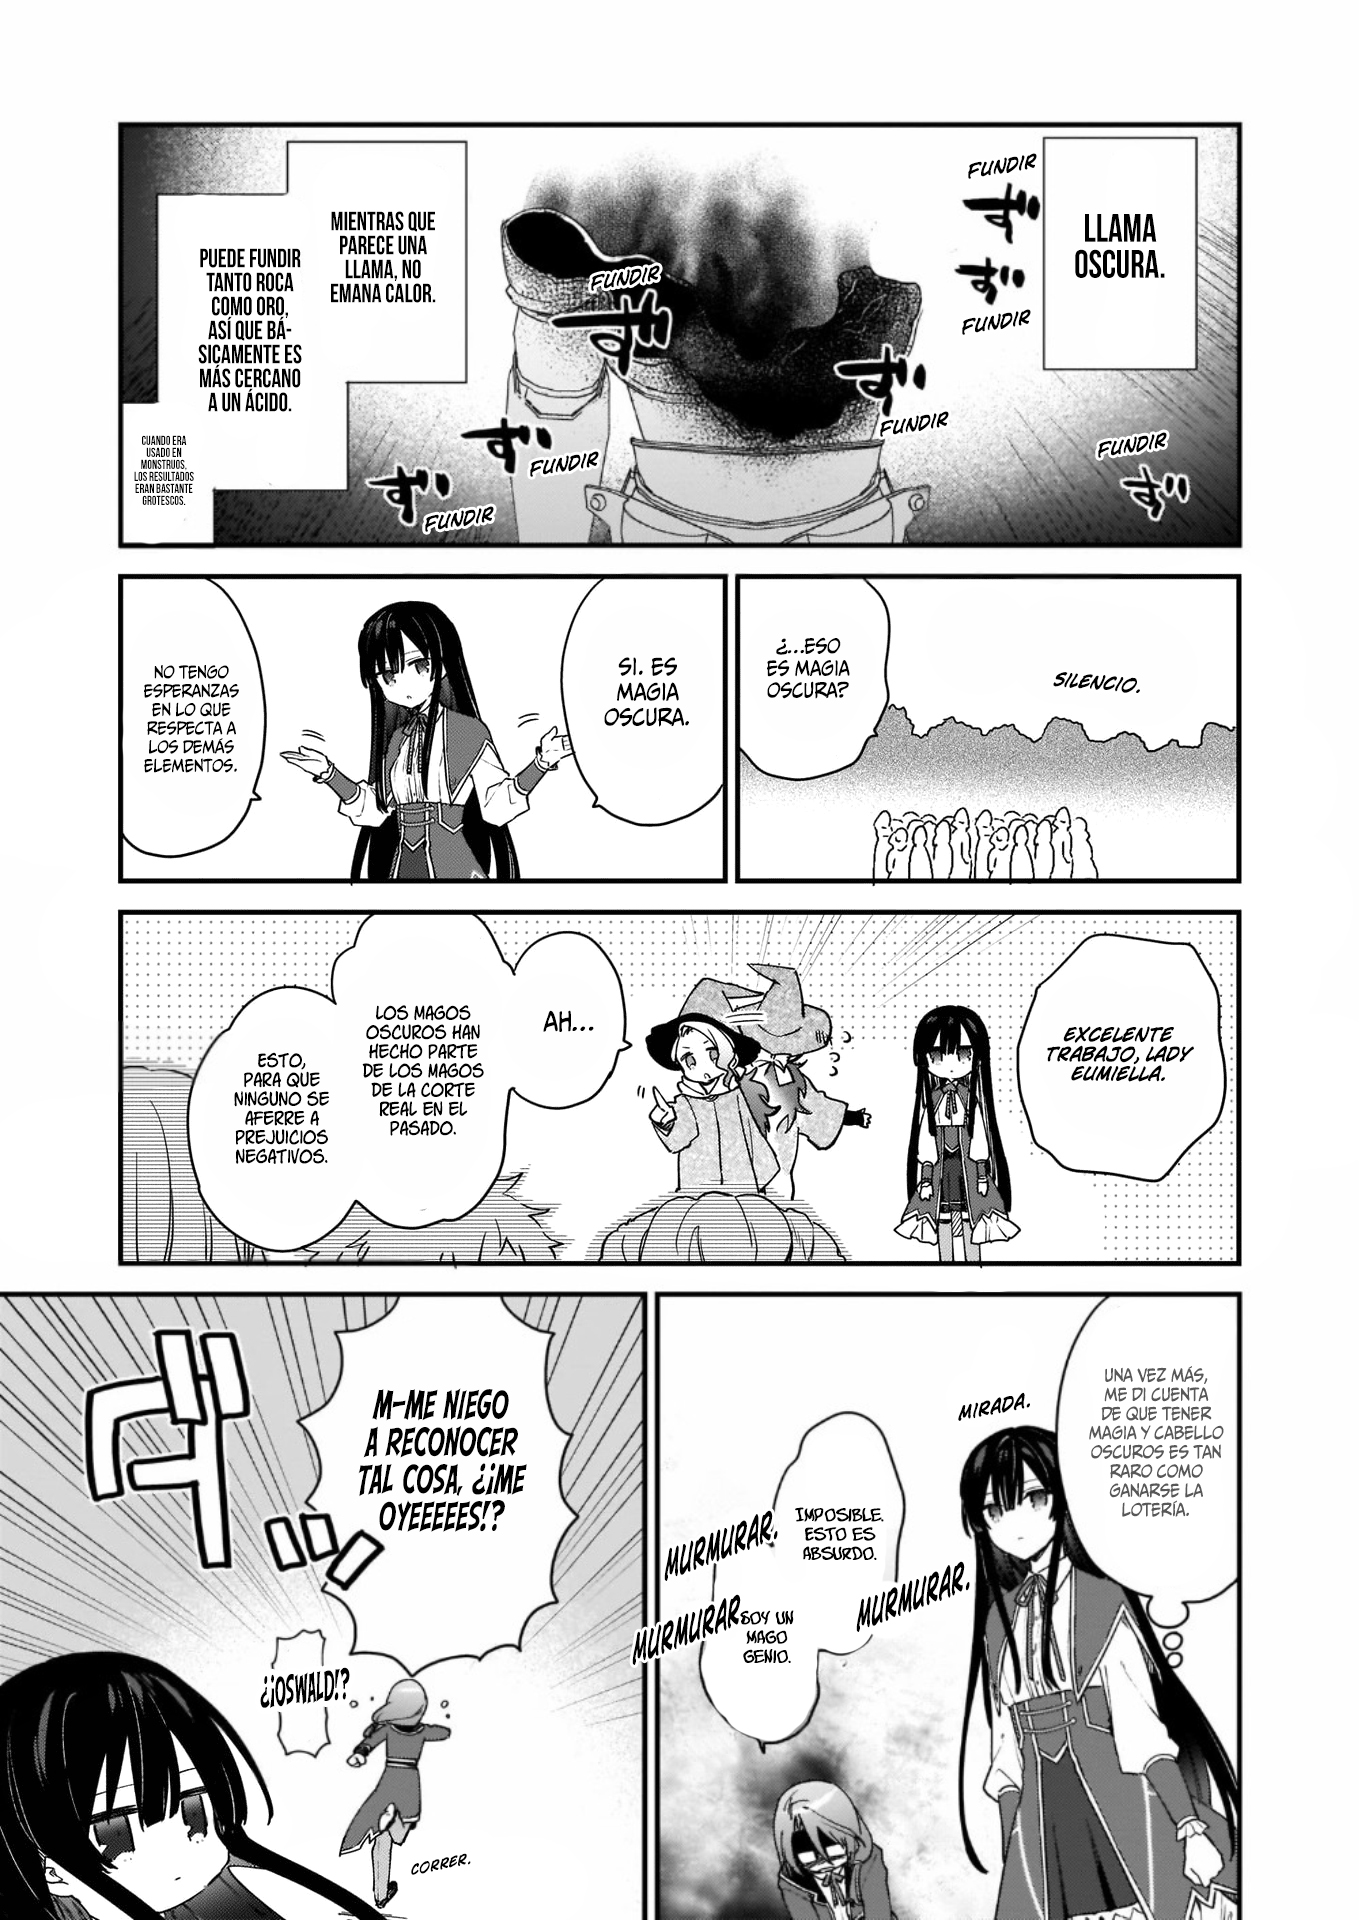 LLAMA
OSCURA.
FUNDIR
ず
ず
FUNDIR
MIENTRAS QUE
PARECE UNA
LLAMA, NO
EMANA CALOR.
FUNDIR
ず
ず
FUNDIR
PUEDE FUNDIR
TANTO ROCA
COMO ORO,
ASÍ QUE BÁ-
SICAMENTE ES
MÁS CERCANO
A UN ÁCIDO.
ず
FUNDIR
ず
FUNDIR
FUNDIR
ず
CUANDO ERA
USADO EN
MONSTRUOS,
LOS RESULTADOS
ERAN BASTANTE
GROTESCOS.
SILENCIO.
¿...ESO
ES MAGIA
OSCURA?
SI. ES
MAGIA
OSCURA.
NO TENGO
ESPERANZAS
EN LO QUE
RESPECTA A
LOS DEMÁS
ELEMENTOS.
EXCELENTE
TRABAJO, LADY
EUMIELLA.
AH...
LOS MAGOS
OSCUROS HAN
HECHO PARTE
DE LOS MAGOS
DE LA CORTE
REAL EN EL
PASADO.
ESTO,
PARA QUE
NINGUNO SE
AFERRE A
PREJUICIOS
NEGATIVOS.
UNA VEZ MÁS,
ME DI CUENTA
DE QUE TENER
MAGIA Y CABELLO
OSCUROS ES TAN
RARO COMO
GANARSE LA
LOTERÍA.
MIRADA.
IMPOSIBLE.
ESTO ES
ABSURDO.
MURMURAR.
MURMURAR.
MURMURAR.
SOY UN
MAGO
GENIO.
M-ME NIEGO
A RECONOCER
TAL COSA, ¿¡¡ME
OYEEEEES!?
ダッ
¿¡¡OSWALD!?
CORRER.